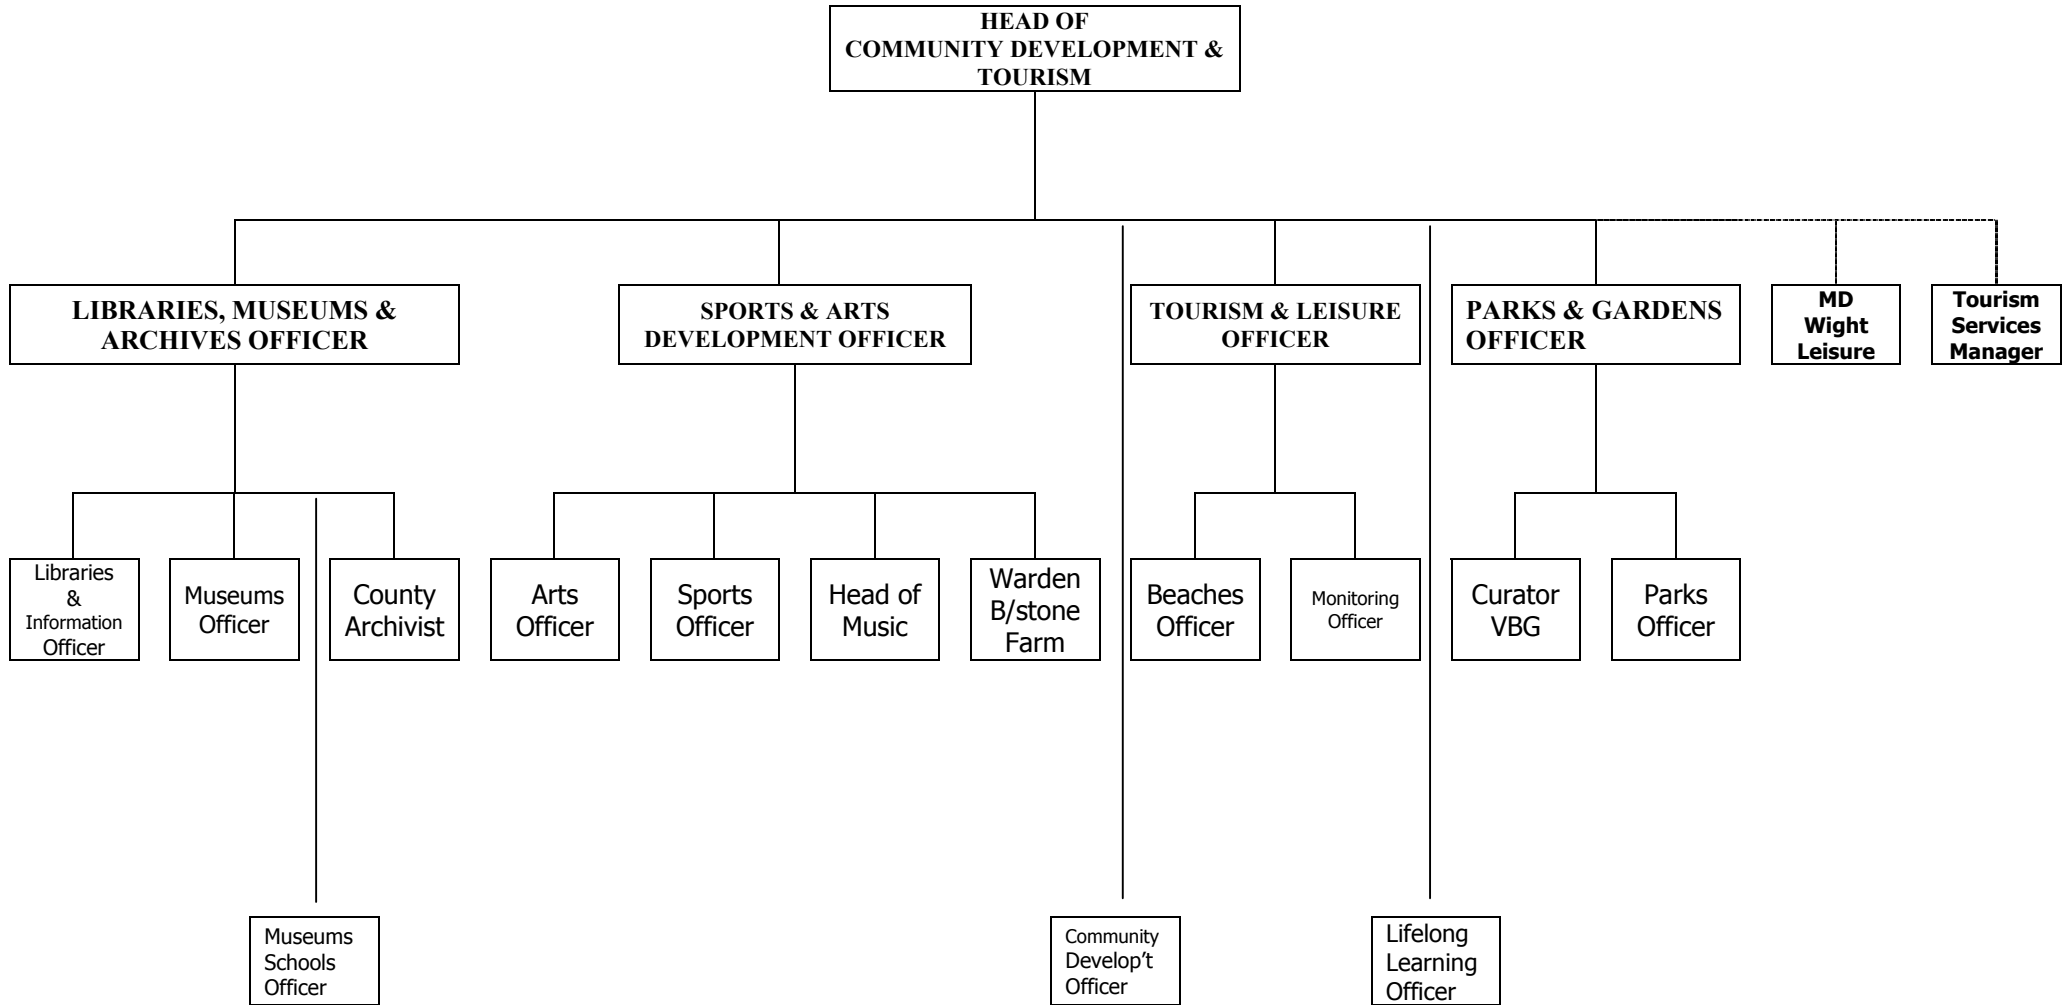 HEAD OF
COMMUNITY DEVELOPMENT &
TOURISM
LIBRARIES, MUSEUMS &
ARCHIVES OFFICER
SPORTS & ARTS
DEVELOPMENT OFFICER
TOURISM & LEISURE
OFFICER
PARKS & GARDENS
OFFICER
MD
Wight
Leisure
Tourism
Services
Manager
Libraries
&
Information
Officer
Museums
Officer
County
Archivist
Arts
Officer
Sports
Officer
Head of
Music
Warden
B/stone
Farm
Beaches
Officer
Monitoring
Officer
Curator
VBG
Parks
Officer
Museums
Schools
Officer
Community
Develop’t
Officer
Lifelong
Learning
Officer